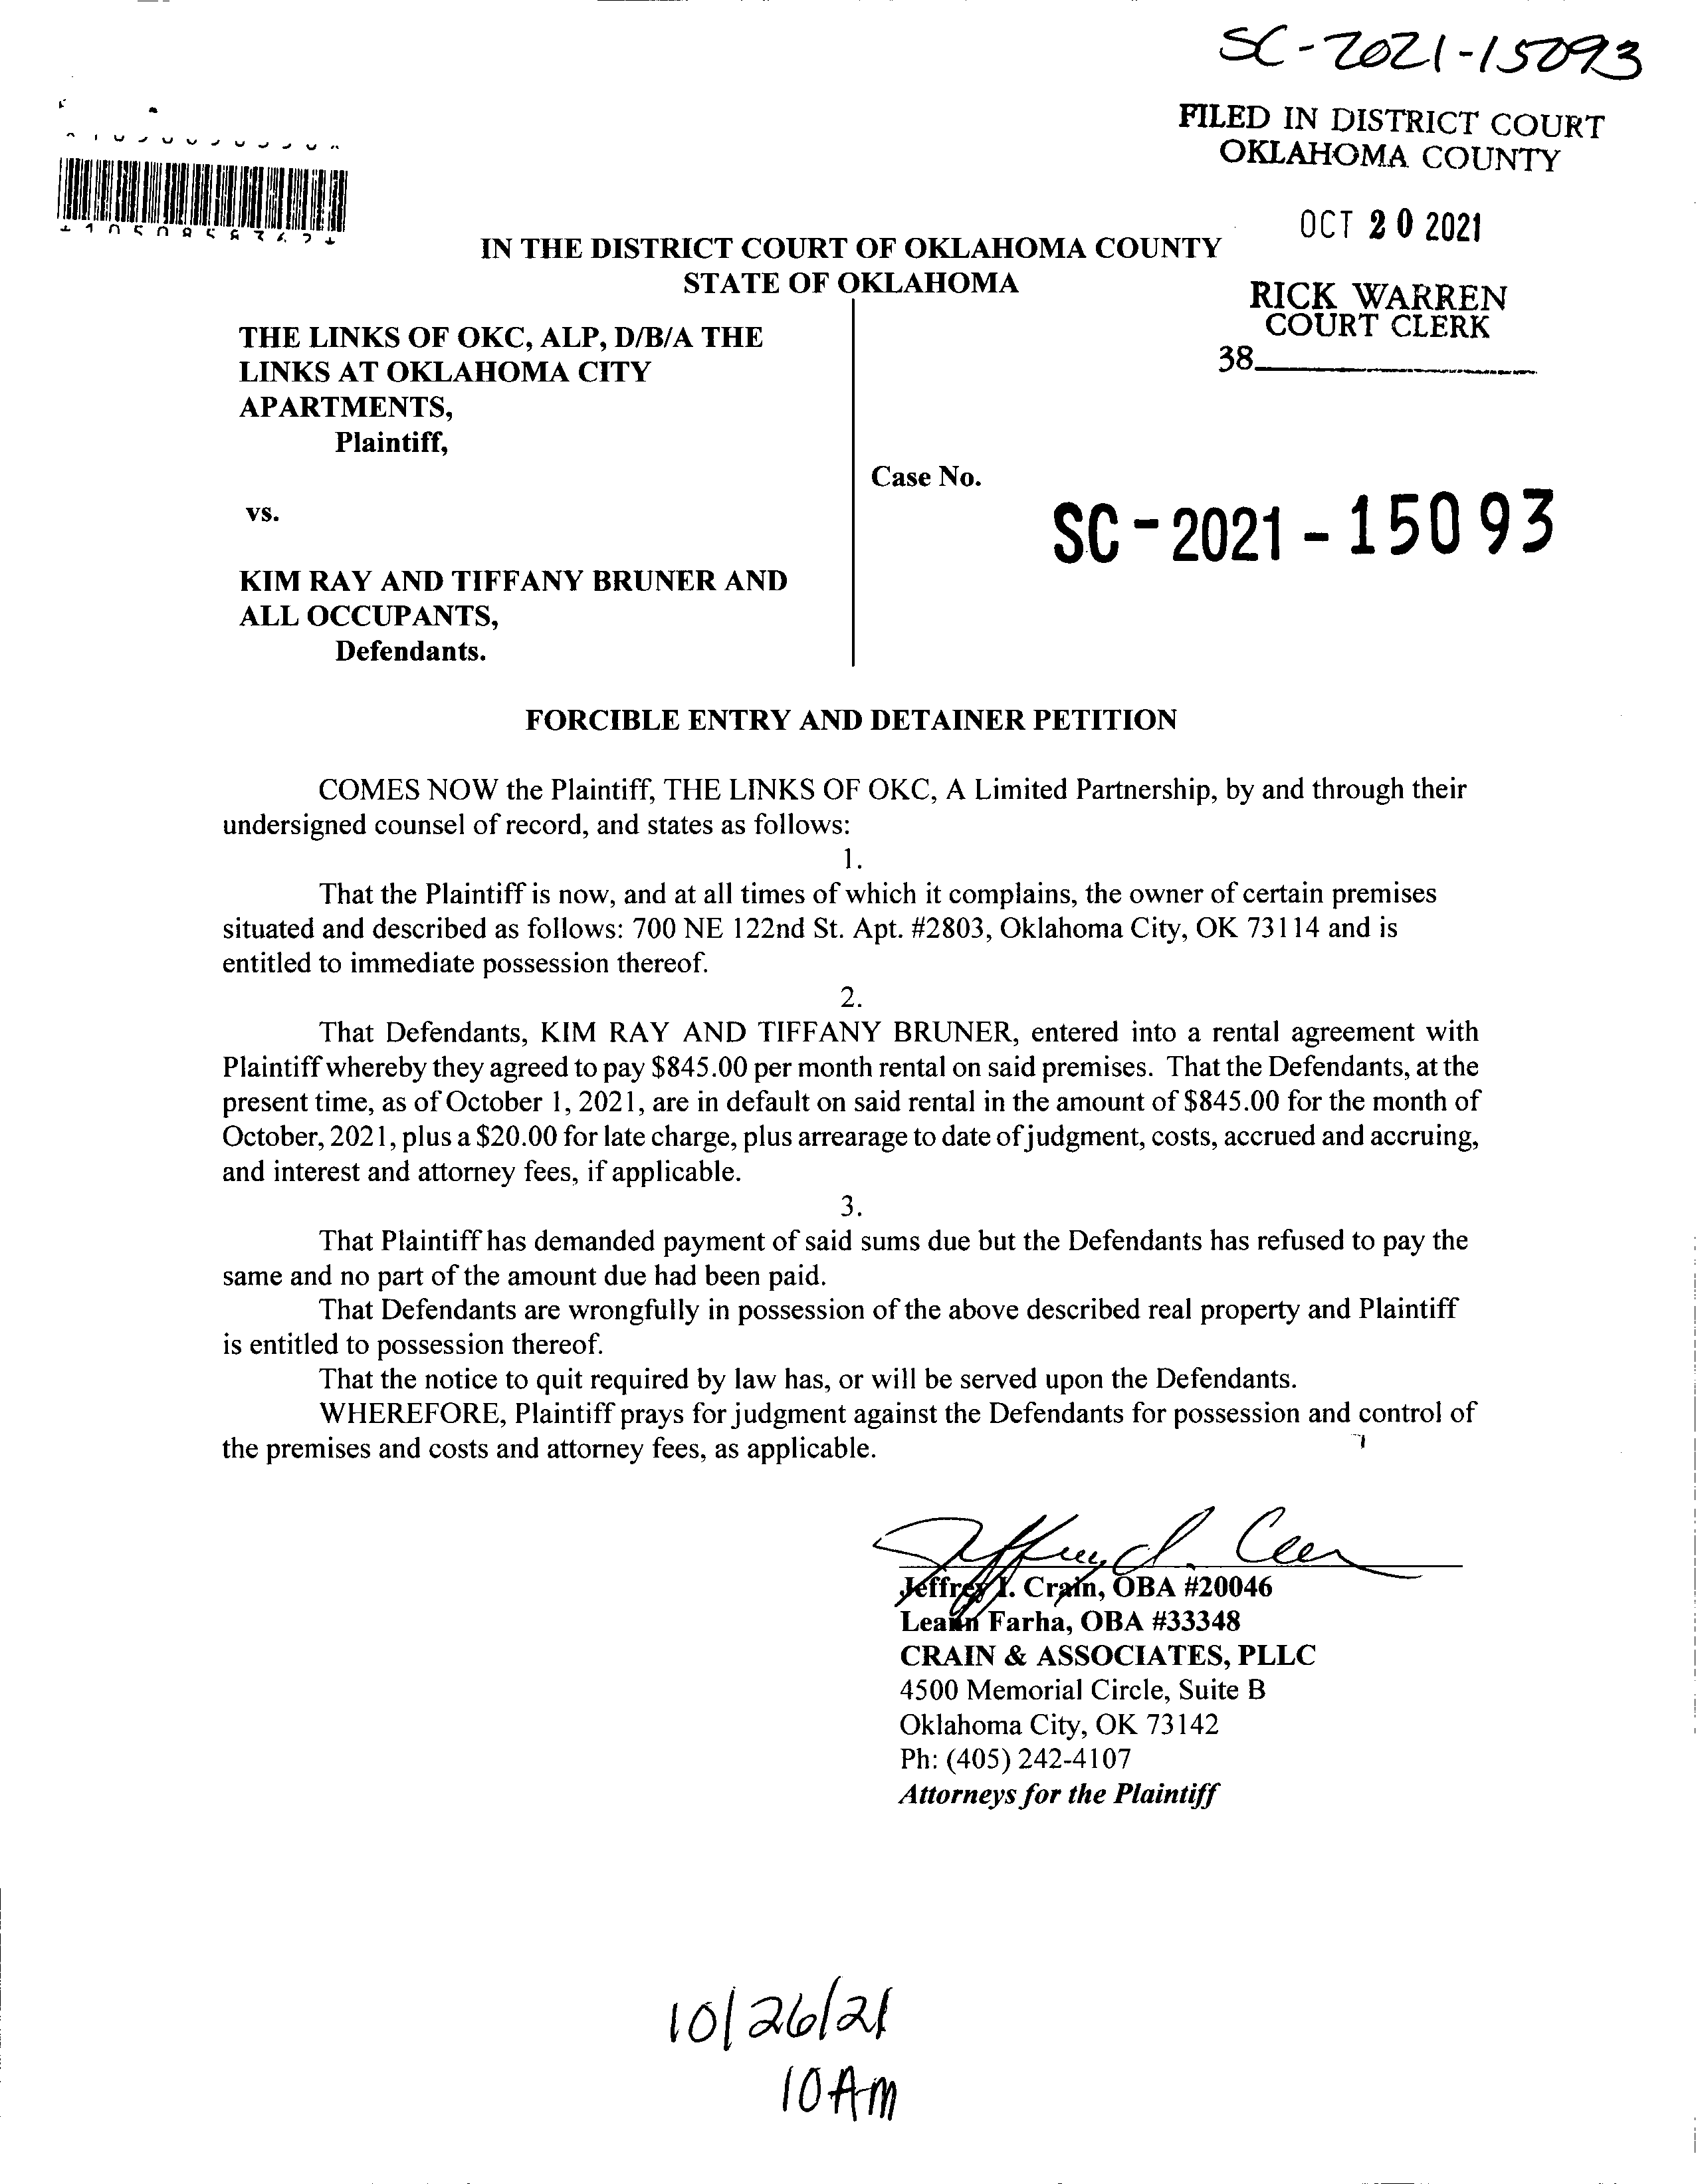 SC-2021-15093
FILED IN DISTRICT COURT
OKLAHOMA COUNTY
OCT 20 2021
RICK WARREN
COURT CLERK
38
IN THE DISTRICT COURT OF OKLAHOMA COUNTY
STATE OF OKLAHOMA
THE LINKS OF OKC, ALP, D/B/A THE
LINKS AT OKLAHOMA CITY
APARTMENTS,
Plaintiff,
vs.
KIM RAY AND TIFFANY BRUNER AND
ALL OCCUPANTS,
Defendants.
Case No.
SC-2021-15093
FORCIBLE ENTRY AND DETAINER PETITION
COMES NOW the Plaintiff, THE LINKS OF OKC, A Limited Partnership, by and through their
undersigned counsel of record, and states as follows:
1.
That the Plaintiff is now, and at all times of which it complains, the owner of certain premises
situated and described as follows: 700 NE 122nd St. Apt. #2803, Oklahoma City, OK 73114 and is
entitled to immediate possession thereof.
2.
That Defendants, KIM RAY AND TIFFANY BRUNER, entered into a rental agreement with
Plaintiff whereby they agreed to pay $845.00 per month rental on said premises. That the Defendants, at the
present time, as of October 1, 2021, are in default on said rental in the amount of $845.00 for the month of
October, 2021, plus a $20.00 for late charge, plus arrearage to date of judgment, costs, accrued and accruing,
and interest and attorney fees, if applicable.
3.
That Plaintiff has demanded payment of said sums due but the Defendants has refused to pay the
same and no part of the amount due had been paid.
That Defendants are wrongfully in possession of the above described real property and Plaintiff
is entitled to possession thereof.
That the notice to quit required by law has, or will be served upon the Defendants.
WHEREFORE, Plaintiff prays for judgment against the Defendants for possession and control of
the premises and costs and attorney fees, as applicable.
Jeffrey I. Crain, OBA #20046
Leann Farha, OBA #33348
CRAIN & ASSOCIATES, PLLC
4500 Memorial Circle, Suite B
Oklahoma City, OK 73142
Ph: (405) 242-4107
Attorneys for the Plaintiff
10/26/21
10AM